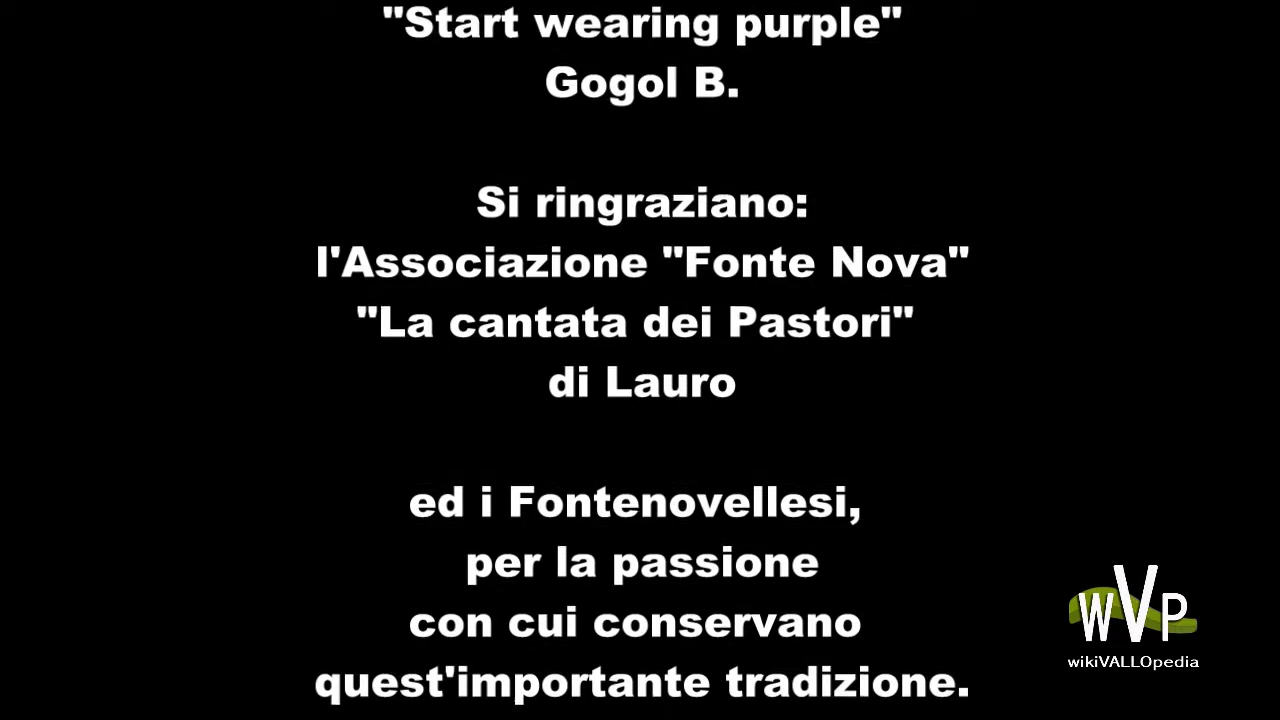 "Start wearing purple"
Gogol B.
Si ringraziano:
l'Associazione "Fonte Nova"
"La cantata dei Pastori"
di Lauro
ed i Fontenovellesi,
per la passione
con cui conservano
quest'importante tradizione.
WVP
wikiVALLOpedia